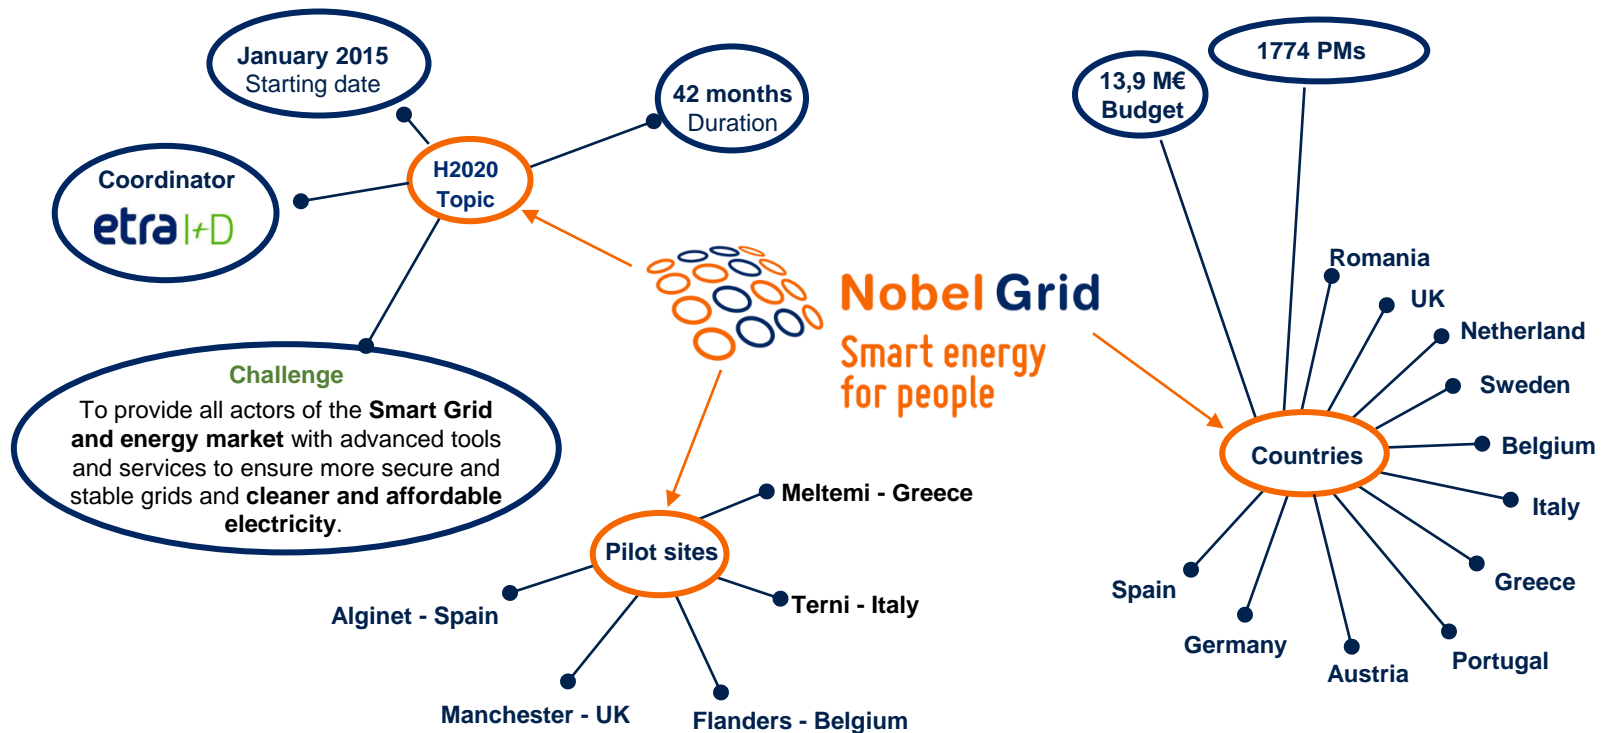 January 2015
Starting date
42 months
Duration
Coordinator
etra I+D
H2020
Topic
Challenge
To provide all actors of the Smart Grid
and energy market with advanced tools
and services to ensure more secure and
stable grids and cleaner and affordable
electricity.
Nobel Grid
Smart energy
for people
Pilot sites
Meltemi - Greece
Terni - Italy
Alginet - Spain
Manchester - UK
Flanders - Belgium
13,9 M€
Budget
1774 PMs
Countries
Romania
UK
Netherland
Sweden
Belgium
Italy
Greece
Portugal
Austria
Germany
Spain